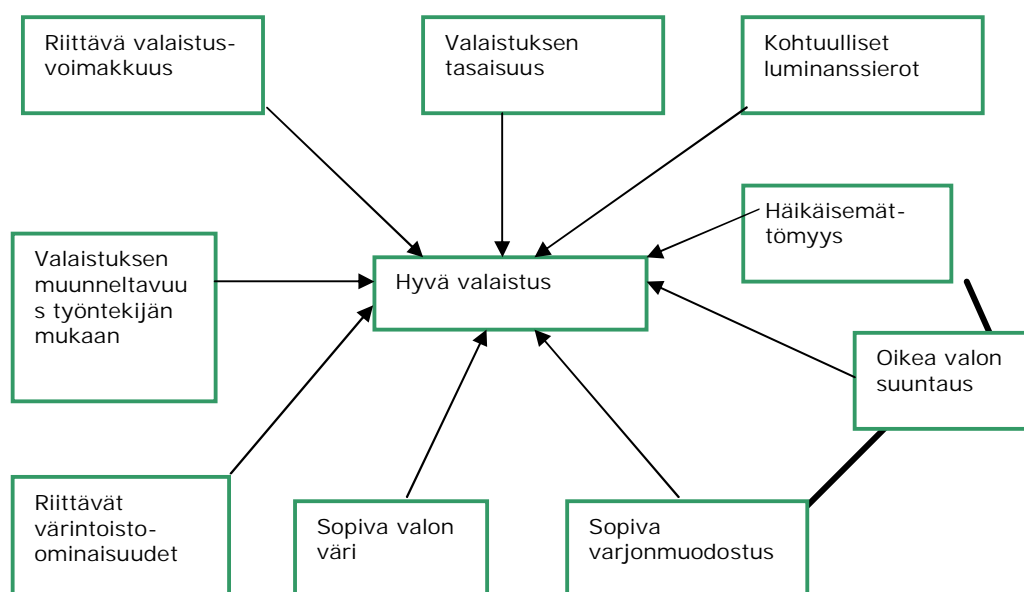 Riittävä valaistus-
voimakkuus
Valaistuksen
tasaisuus
Kohtuulliset
luminanssierot
Häikäisemät-
tömyys
Valaistuksen
muunneltavuu
s työntekijän
mukaan
Hyvä valaistus
Oikea valon
suuntaus
Riittävät
värintoisto-
ominaisuudet
Sopiva valon
väri
Sopiva
varjonmuodostus